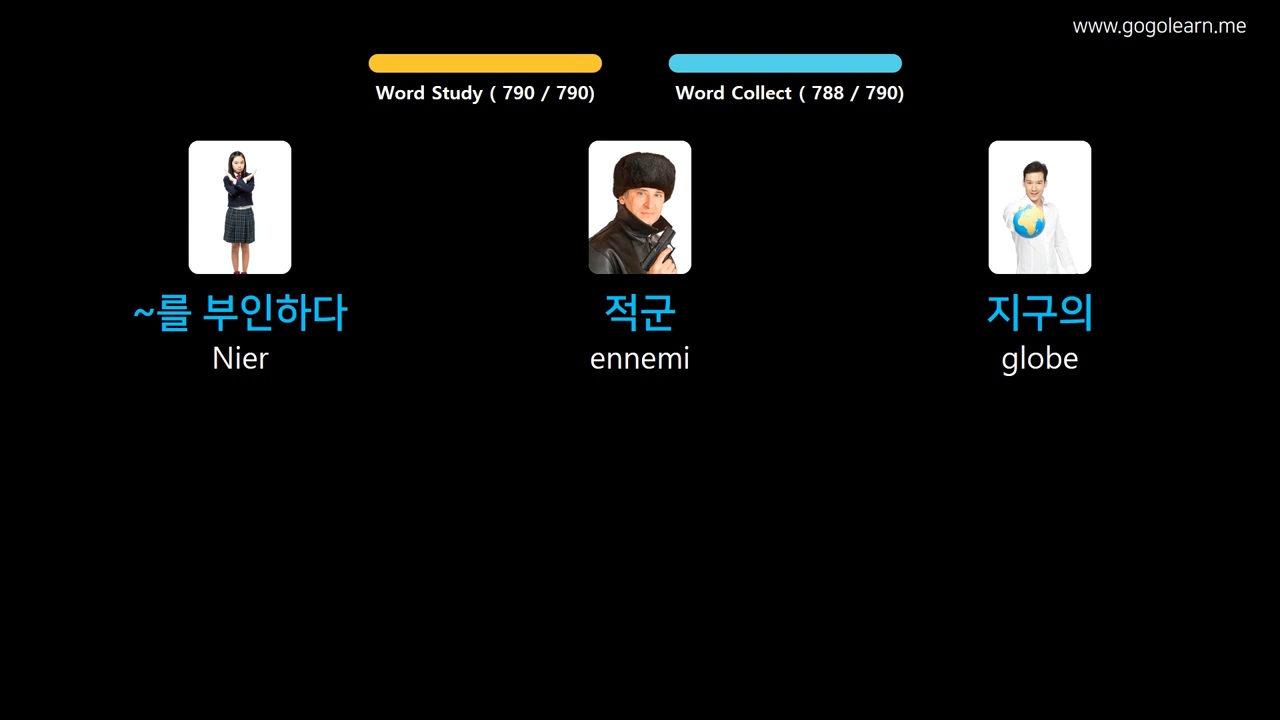 www.gogolearn.me
Word Study ( 790 / 790)
Word Collect ( 788 / 790)
~를 부인하다
Nier
적군
ennemi
지구의
globe